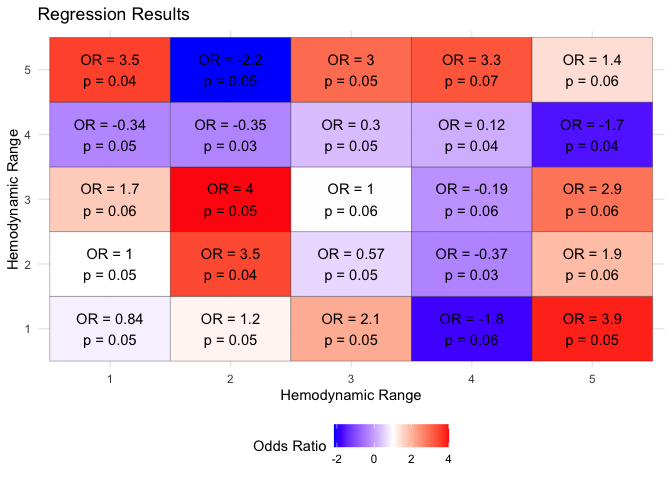 Regression Results
Hemodynamic Range
5
OR = 3.5
OR = -2.2
OR = 3
OR = 3.3
OR = 1.4
p = 0.04
p = 0.05
p = 0.05
p = 0.07
p = 0.06
4
OR = -0.34
OR = -0.35
OR = 0.3
OR = 0.12
OR = -1.7
p = 0.05
p = 0.03
p = 0.05
p = 0.04
p = 0.04
3
OR = 1.7
OR = 4
OR = 1
OR = -0.19
OR = 2.9
p = 0.06
p = 0.05
p = 0.06
p = 0.06
p = 0.06
2
OR = 1
OR = 3.5
OR = 0.57
OR = -0.37
OR = 1.9
p = 0.05
p = 0.04
p = 0.05
p = 0.03
p = 0.06
1
OR = 0.84
OR = 1.2
OR = 2.1
OR = -1.8
OR = 3.9
p = 0.05
p = 0.05
p = 0.05
p = 0.06
p = 0.05
1 2 3 4 5
Hemodynamic Range
Odds Ratio
-2 0 2 4